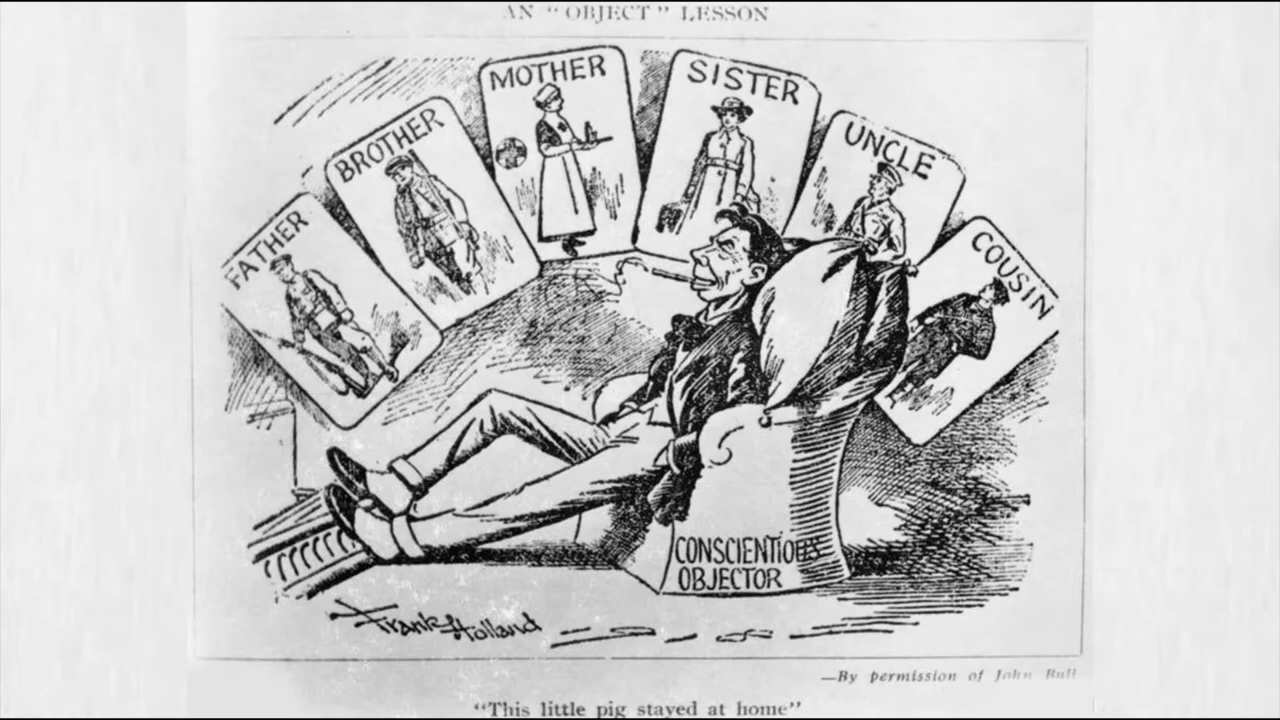 AN "OBJECT" LESSON
FATHER
BROTHER
MOTHER
SISTER
UNCLE
COUSIN
CONSCIENTIOUS
OBJECTOR
Frank Holland
—By permission of John Bull
"This little pig stayed at home"